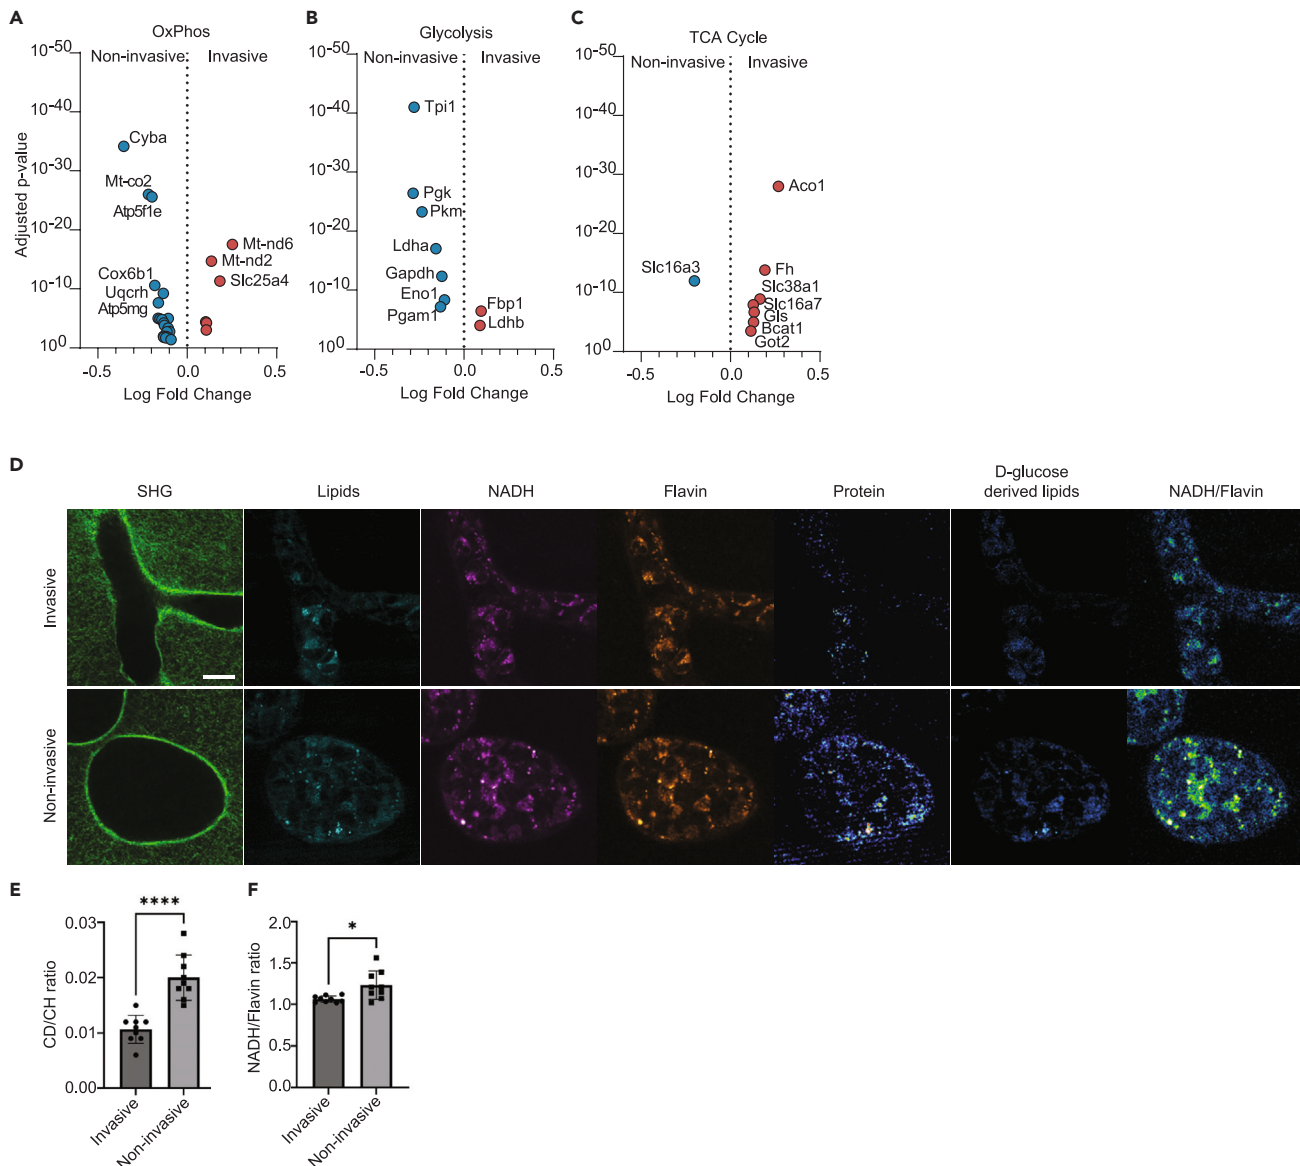 A
OxPhos
Non-invasive
Invasive
Adjusted p-value
10-50
10-40
10-30
10-20
10-10
100
Cyba
Mt-co2
Atp5f1e
Mt-nd6
Mt-nd2
Slc25a4
Cox6b1
Uqcrh
Atp5mg
-0.5
0.0
0.5
Log Fold Change
B
Glycolysis
Non-invasive
Invasive
10-50
10-40
10-30
10-20
10-10
100
Tpi1
Pgk
Pkm
Ldha
Gapdh
Eno1
Pgam1
Fbp1
Ldhb
-0.5
0.0
0.5
Log Fold Change
C
TCA Cycle
Non-invasive
Invasive
10-50
10-40
10-30
10-20
10-10
100
Aco1
Slc16a3
Fh
Slc38a1
Slc16a7
Gls
Bcat1
Got2
-0.5
0.0
0.5
Log Fold Change
D
SHG
Lipids
NADH
Flavin
Protein
D-glucose
derived lipids
NADH/Flavin
Invasive
Non-invasive
E
****
CD/CH ratio
0.03
0.02
0.01
0.00
Invasive
Non-invasive
F
*
NADH/Flavin ratio
2.0
1.5
1.0
0.5
0.0
Invasive
Non-invasive